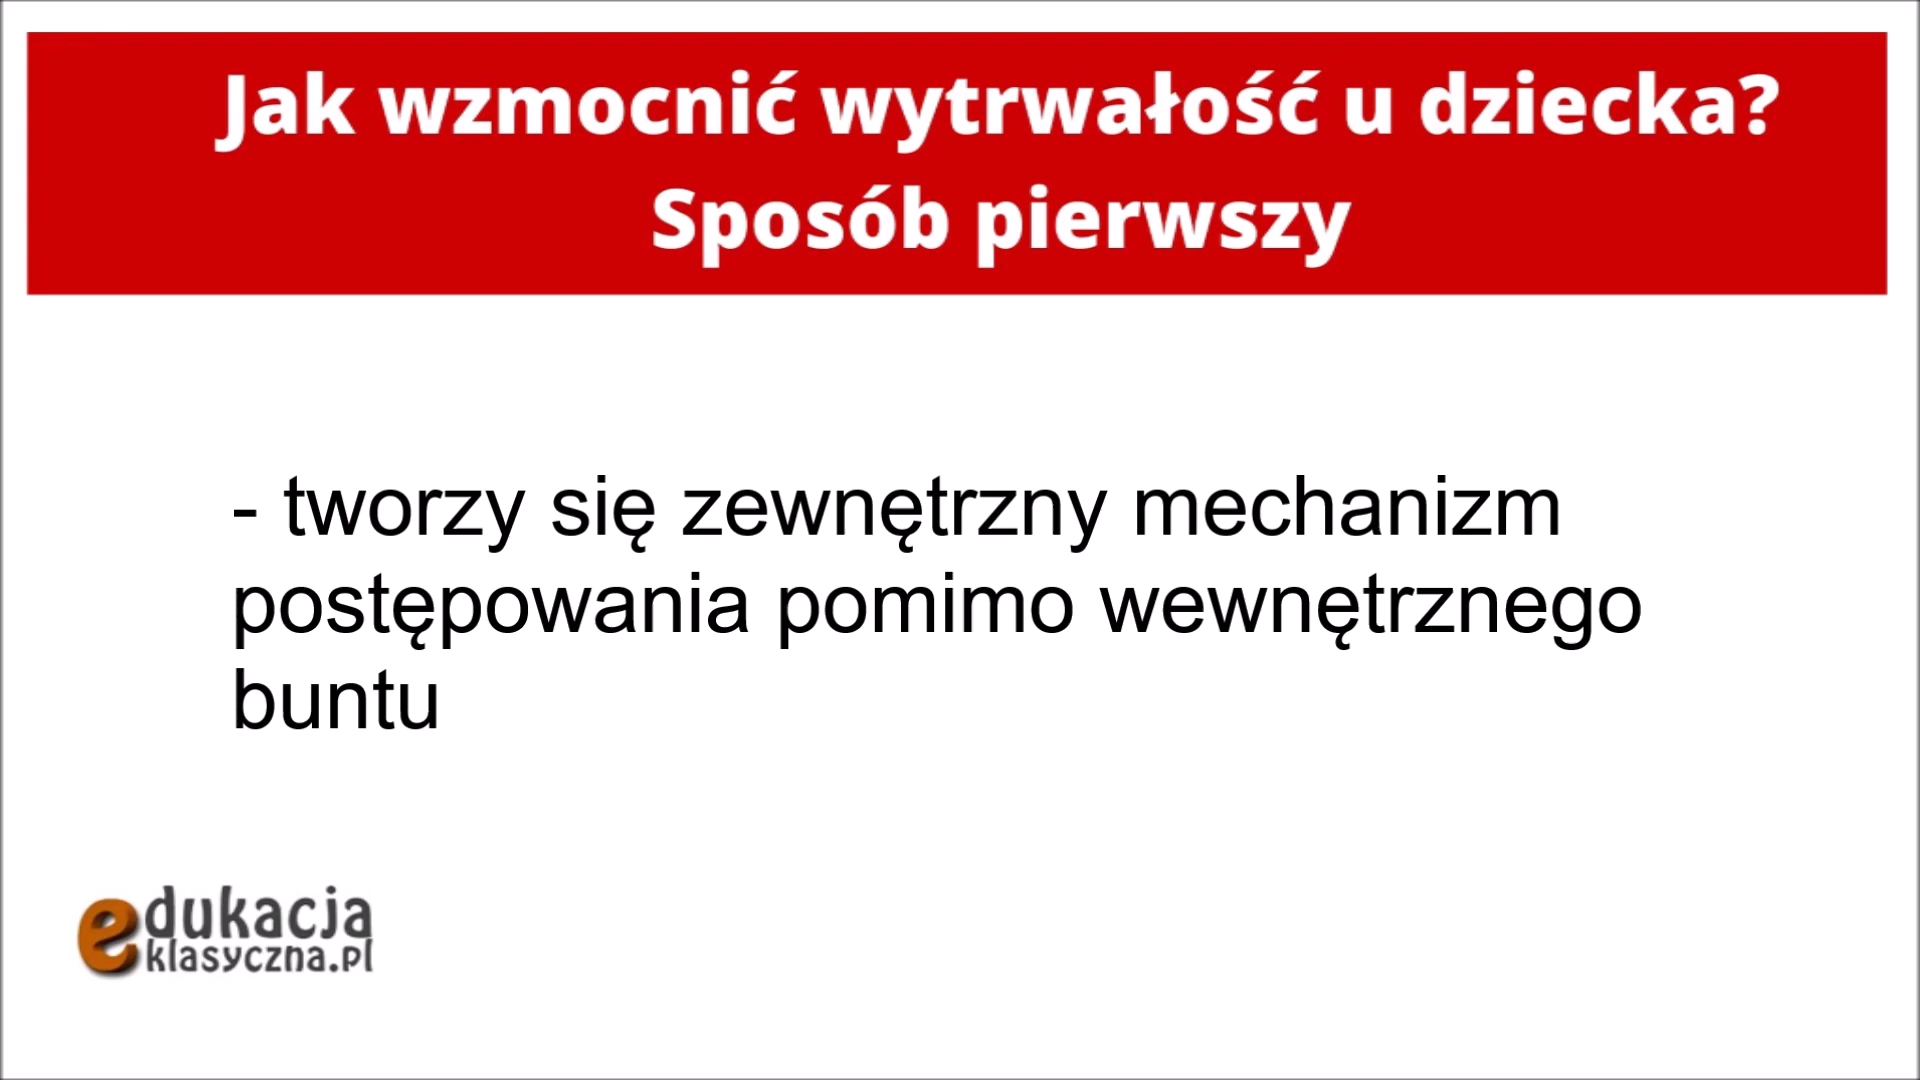 Jak wzmocnić wytrwałość u dziecka?
Sposób pierwszy
- tworzy się zewnętrzny mechanizm
postępowania pomimo wewnętrznego
buntu
edukacja
klasyczna.pl